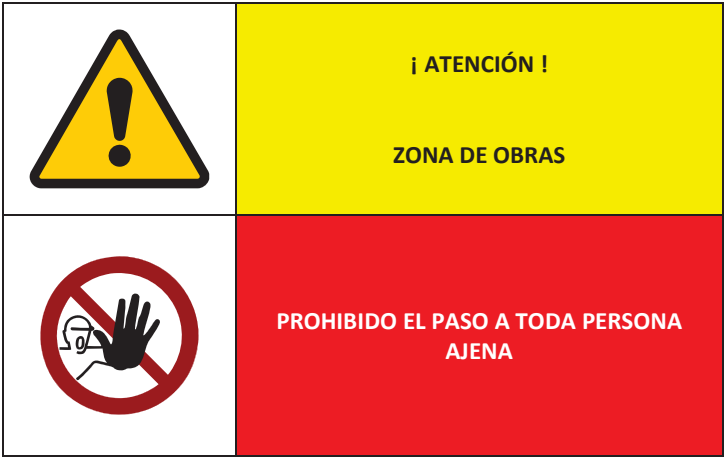 ¡ ATENCIÓN !
ZONA DE OBRAS
PROHIBIDO EL PASO A TODA PERSONA
AJENA